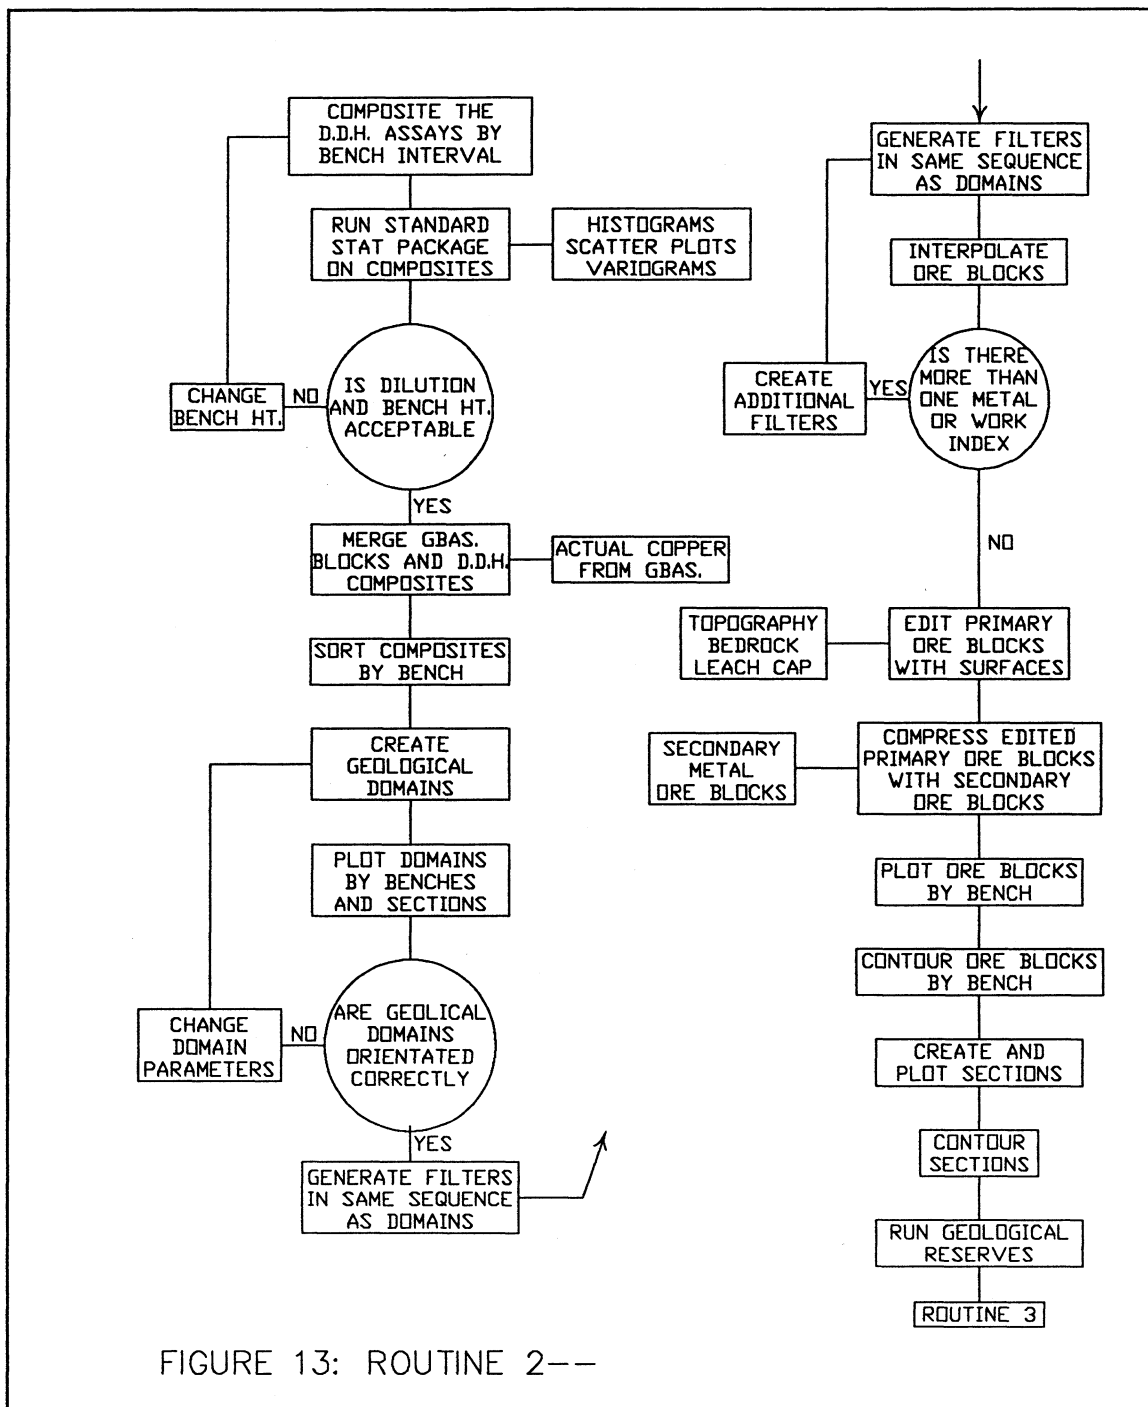 COMPOSITE THE
D.D.H. ASSAYS BY
BENCH INTERVAL
RUN STANDARD
STAT PACKAGE
ON COMPOSITES
HISTOGRAMS
SCATTER PLOTS
VARIOGRAMS
IS DILUTION
AND BENCH HT.
ACCEPTABLE
NO
CHANGE
BENCH HT.
YES
MERGE GBAS.
BLOCKS AND D.D.H.
COMPOSITES
ACTUAL COPPER
FROM GBAS.
SORT COMPOSITES
BY BENCH
CREATE
GEOLOGICAL
DOMAINS
PLOT DOMAINS
BY BENCHES
AND SECTIONS
ARE GEOLICAL
DOMAINS
ORIENTATED
CORRECTLY
NO
CHANGE
DOMAIN
PARAMETERS
YES
GENERATE FILTERS
IN SAME SEQUENCE
AS DOMAINS
GENERATE FILTERS
IN SAME SEQUENCE
AS DOMAINS
INTERPOLATE
ORE BLOCKS
IS THERE
MORE THAN
ONE METAL
OR WORK
INDEX
YES
CREATE
ADDITIONAL
FILTERS
NO
EDIT PRIMARY
ORE BLOCKS
WITH SURFACES
TOPOGRAPHY
BEDROCK
LEACH CAP
COMPRESS EDITED
PRIMARY ORE BLOCKS
WITH SECONDARY
ORE BLOCKS
SECONDARY
METAL
ORE BLOCKS
PLOT ORE BLOCKS
BY BENCH
CONTOUR ORE BLOCKS
BY BENCH
CREATE AND
PLOT SECTIONS
CONTOUR
SECTIONS
RUN GEOLOGICAL
RESERVES
ROUTINE 3
FIGURE 13: ROUTINE 2--